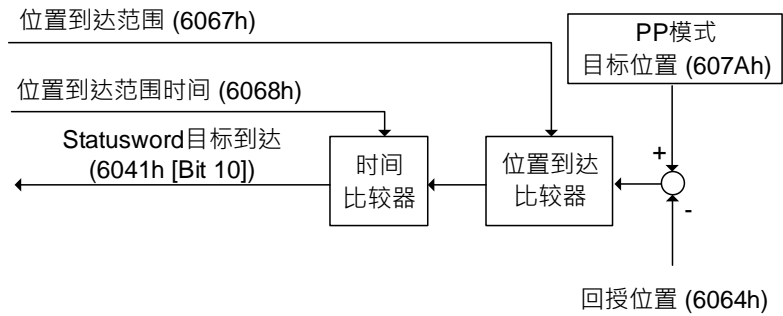 位置到达范围 (6067h)
PP模式
目标位置 (607Ah)
位置到达范围时间 (6068h)
Statusword目标到达
(6041h [Bit 10])
时间
比较器
位置到达
比较器
+
-
回授位置 (6064h)